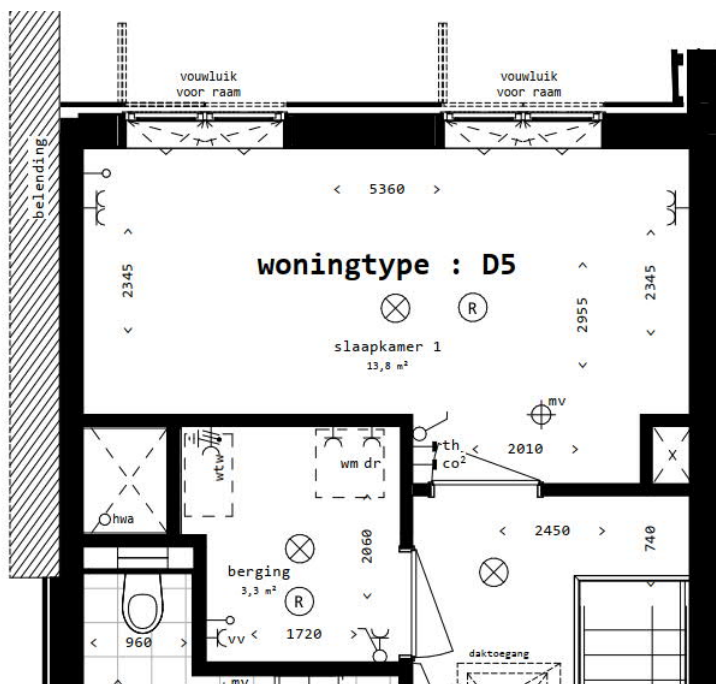 vouwluik
voor raam
vouwluik
voor raam
belending
5360
woningtype : D5
2345
2955
2345
R
slaapkamer 1
13,8 m²
mv
th
co²
2010
x
wtw
wm dr
hwa
2060
2450
740
berging
3,3 m²
R
960
vv
1720
daktoegang
mv